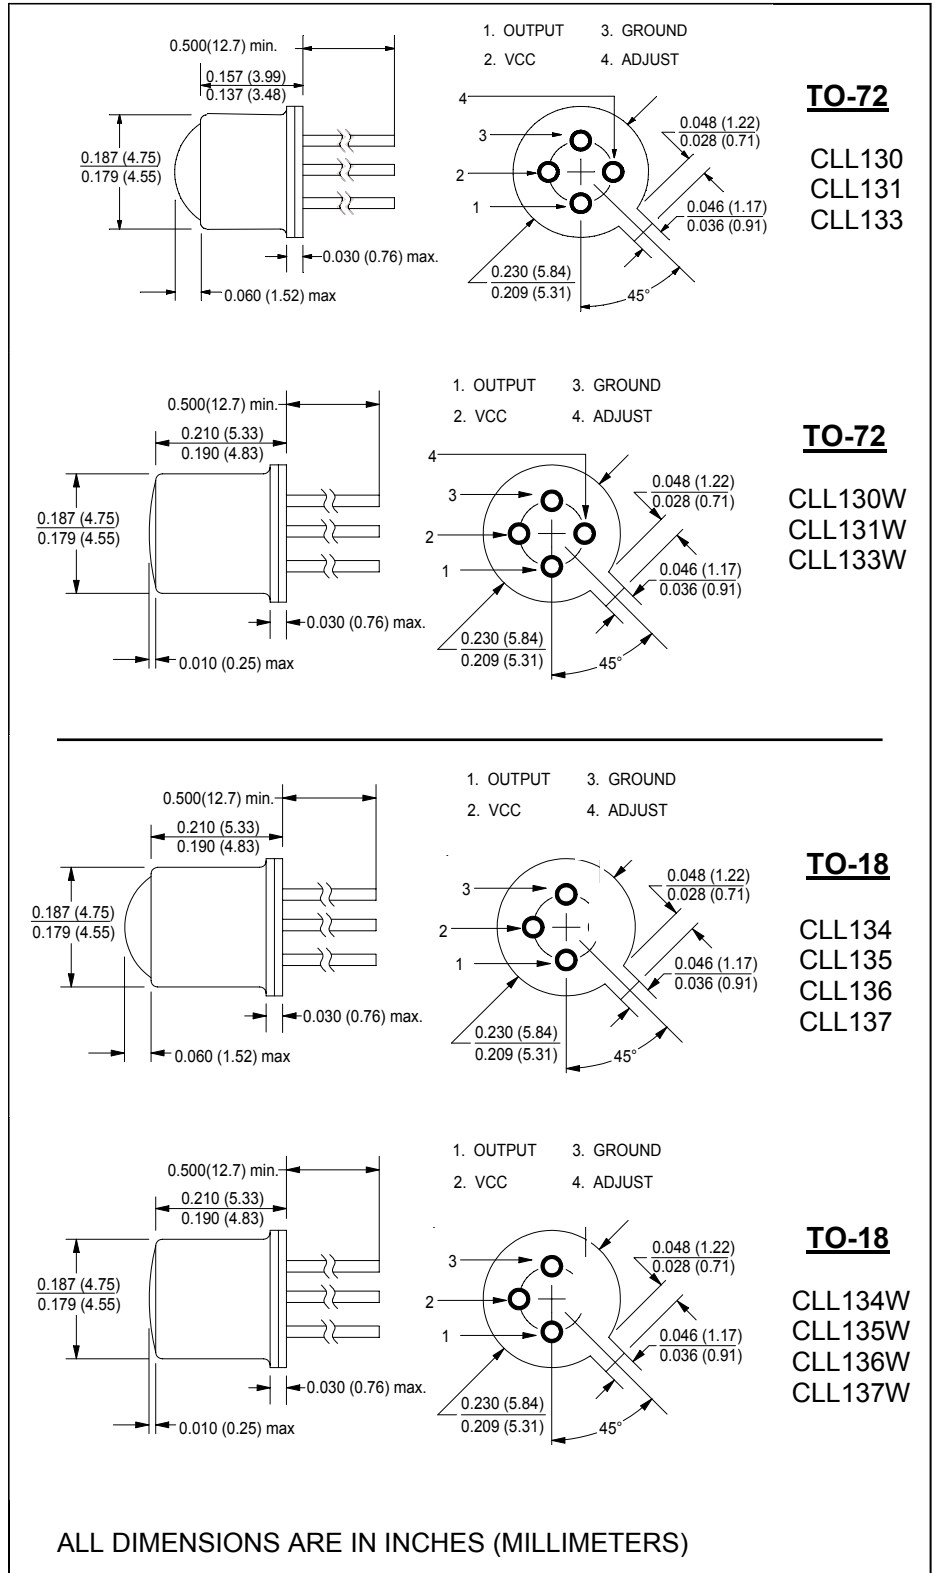 1. OUTPUT 3. GROUND
2. VCC 4. ADJUST
0.500(12.7) min.
0.157 (3.99)
0.137 (3.48)
0.187 (4.75)
0.179 (4.55)
0.030 (0.76) max.
0.060 (1.52) max
4
3
2
1
0.048 (1.22)
0.028 (0.71)
0.046 (1.17)
0.036 (0.91)
0.230 (5.84)
0.209 (5.31)
45°
TO-72
CLL130
CLL131
CLL133
1. OUTPUT 3. GROUND
2. VCC 4. ADJUST
0.500(12.7) min.
0.210 (5.33)
0.190 (4.83)
0.187 (4.75)
0.179 (4.55)
0.030 (0.76) max.
0.010 (0.25) max
4
3
2
1
0.048 (1.22)
0.028 (0.71)
0.046 (1.17)
0.036 (0.91)
0.230 (5.84)
0.209 (5.31)
45°
TO-72
CLL130W
CLL131W
CLL133W
1. OUTPUT 3. GROUND
2. VCC 4. ADJUST
0.500(12.7) min.
0.210 (5.33)
0.190 (4.83)
0.187 (4.75)
0.179 (4.55)
0.030 (0.76) max.
0.060 (1.52) max
3
2
1
0.048 (1.22)
0.028 (0.71)
0.046 (1.17)
0.036 (0.91)
0.230 (5.84)
0.209 (5.31)
45°
TO-18
CLL134
CLL135
CLL136
CLL137
1. OUTPUT 3. GROUND
2. VCC 4. ADJUST
0.500(12.7) min.
0.210 (5.33)
0.190 (4.83)
0.187 (4.75)
0.179 (4.55)
0.030 (0.76) max.
0.010 (0.25) max
3
2
1
0.048 (1.22)
0.028 (0.71)
0.046 (1.17)
0.036 (0.91)
0.230 (5.84)
0.209 (5.31)
45°
TO-18
CLL134W
CLL135W
CLL136W
CLL137W
ALL DIMENSIONS ARE IN INCHES (MILLIMETERS)